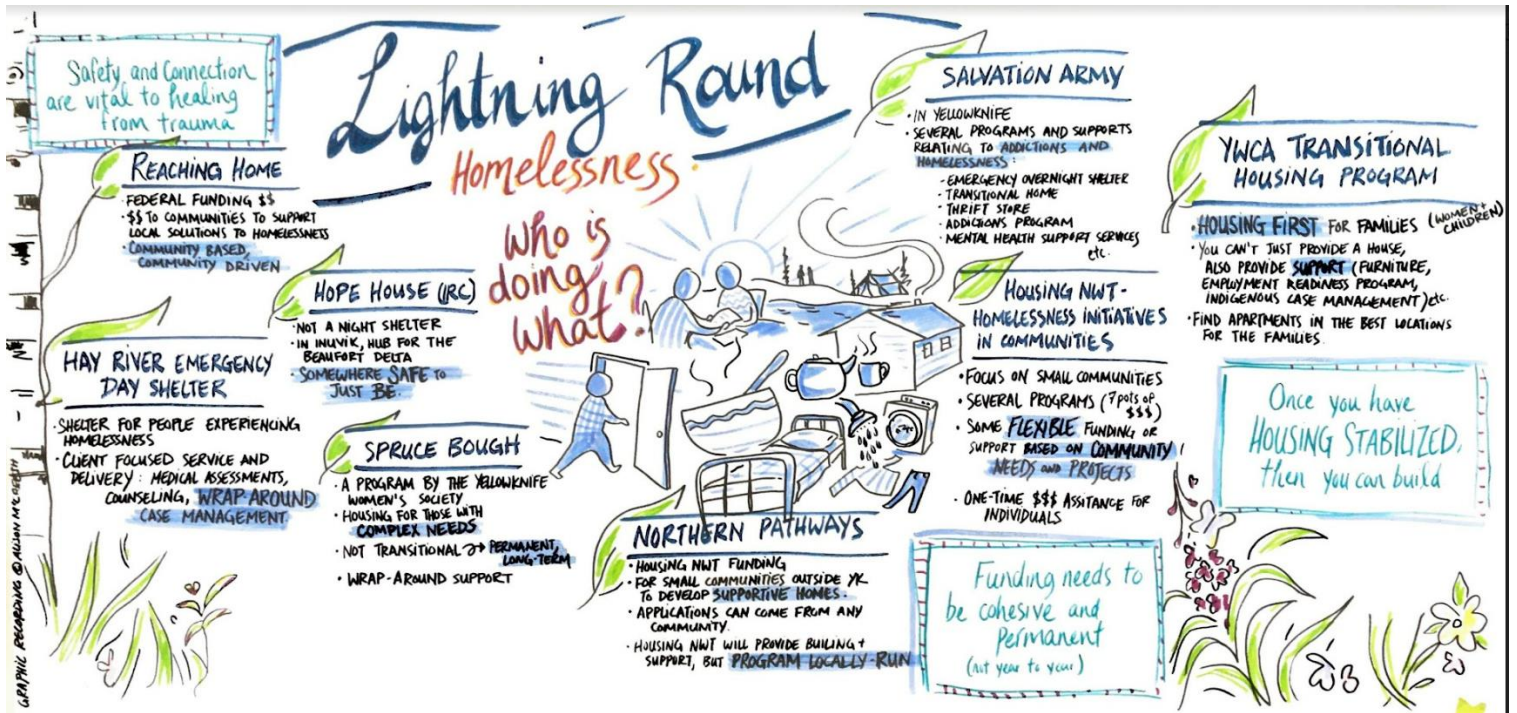 Safety and Connection
are vital to healing
from trauma
Lightning Round
Homelessness
Who is
doing
What?
REACHING HOME
· FEDERAL FUNDING $$
· $$ TO COMMUNITIES TO SUPPORT
LOCAL SOLUTIONS TO HOMELESSNESS
· COMMUNITY BASED,
COMMUNITY DRIVEN
HOPE HOUSE (IRC)
· NOT A NIGHT SHELTER
· IN INUVIK, HUB FOR THE
BEAUFORT DELTA
· SOMEWHERE SAFE to
JUST BE.
HAY RIVER EMERGENCY
DAY SHELTER
· SHELTER FOR PEOPLE EXPERIENCING
HOMELESSNESS
· CLIENT FOCUSED SERVICE AND
DELIVERY: MEDICAL ASSESSMENTS,
COUNSELING, WRAP-AROUND
CASE MANAGEMENT
SPRUCE BOUGH
· A PROGRAM BY THE YELLOWKNIFE
WOMEN'S SOCIETY
· HOUSING FOR THOSE WITH
COMPLEX NEEDS
· NOT TRANSITIONAL → PERMANENT,
LONG-TERM
· WRAP-AROUND SUPPORT
NORTHERN PATHWAYS
· HOUSING NWT FUNDING
· FOR SMALL COMMUNITIES OUTSIDE YK
TO DEVELOP SUPPORTIVE HOMES.
· APPLICATIONS CAN COME FROM ANY
COMMUNITY.
· HOUSING NWT WILL PROVIDE BUILING +
SUPPORT, BUT PROGRAM LOCALLY-RUN
SALVATION ARMY
· IN YELLOWKNIFE
· SEVERAL PROGRAMS AND SUPPORTS
RELATING TO ADDICTIONS AND
HOMELESSNESS:
- EMERGENCY OVERNIGHT SHELTER
- TRANSITIONAL HOME
- THRIFT STORE
- ADDICTIONS PROGRAM
- MENTAL HEALTH SUPPORT SERVICES
etc.
HOUSING NWT-
HOMELESSNESS INITIATIVES
IN COMMUNITIES
· FOCUS ON SMALL COMMUNITIES
· SEVERAL PROGRAMS (7 pots of
$$$)
· SOME FLEXIBLE FUNDING OR
SUPPORT BASED ON COMMUNITY
NEEDS AND PROJECTS
· ONE-TIME $$$ ASSITANCE FOR
INDIVIDUALS
YWCA TRANSITIONAL
HOUSING PROGRAM
· HOUSING FIRST FOR FAMILIES (WOMEN +
CHILDREN)
· YOU CAN'T JUST PROVIDE A HOUSE,
ALSO PROVIDE SUPPORT (FURNITURE,
EMPLOYMENT READINESS PROGRAM,
INDIGENOUS CASE MANAGEMENT) etc.
· FIND APARTMENTS IN THE BEST LOCATIONS
FOR THE FAMILIES.
Once you have
HOUSING STABILIZED,
then you can build
Funding needs to
be cohesive and
permanent
(not year to year)